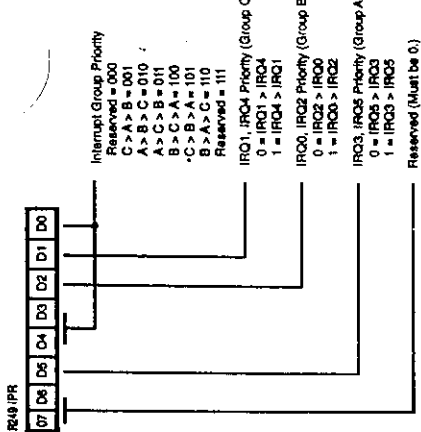 R249 IPR
D7 D6 D5 D4 D3 D2 D1 D0
Interrupt Group Priority
Reserved = 000
C > A > B = 001
A > B > C = 010
A > C > B = 011
B > C > A = 100
*C > B > A = 101
B > A > C = 110
Reserved = 111
IRQ1, IRQ4 Priority (Group C
0 = IRQ1 > IRQ4
1 = IRQ4 > IRQ1
IRQ0, IRQ2 Priority (Group B
0 = IRQ2 > IRQ0
1 = IRQ0 > IRQ2
IRQ3, IRQ5 Priority (Group A
0 = IRQ5 > IRQ3
1 = IRQ3 > IRQ5
Reserved (Must be 0.)